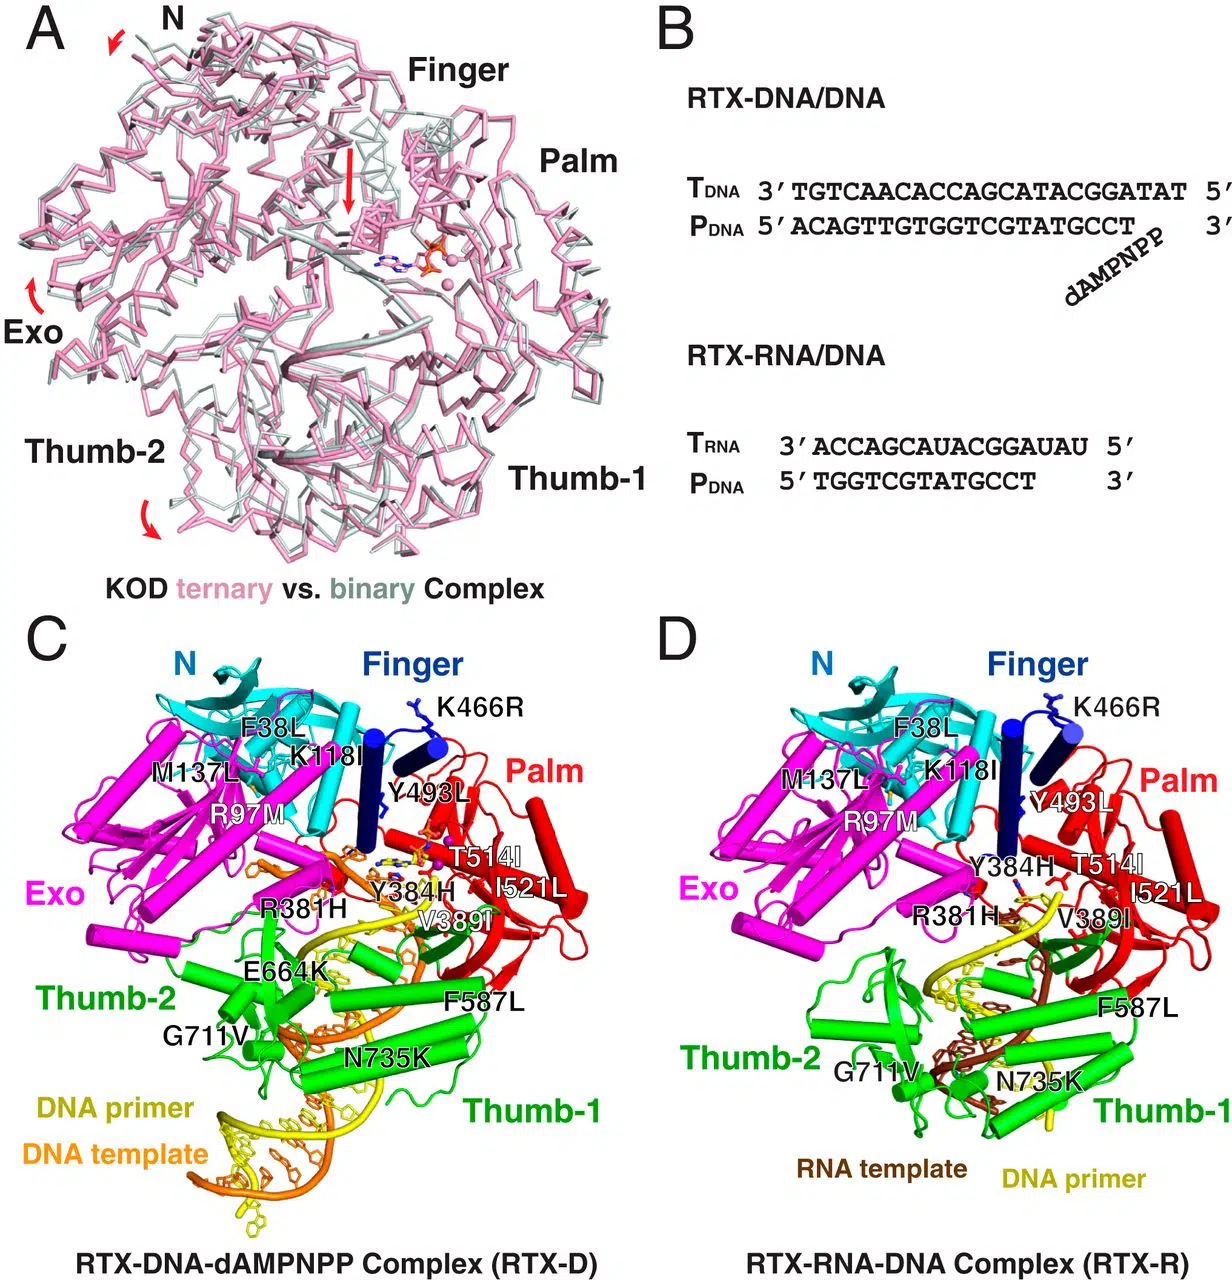 A
N
Finger
Palm
Exo
Thumb-2
Thumb-1
KOD ternary vs. binary Complex
B
RTX-DNA/DNA
TDNA 3′TGTCAACACCAGCATACGGATAT 5′
PDNA 5′ACAGTTGTGGTCGTATGCCT 3′
dAMPNPP
RTX-RNA/DNA
TRNA 3′ACCAGCAUACGGAUAU 5′
PDNA 5′TGGTCGTATGCCT 3′
C
N
Finger
K466R
F38L
K118I
M137L
Palm
Y493L
R97M
T514I
Exo
Y384H
I521L
R381H
V389I
E664K
Thumb-2
F587L
G711V
N735K
DNA primer
Thumb-1
DNA template
RTX-DNA-dAMPNPP Complex (RTX-D)
D
N
Finger
K466R
F38L
K118I
M137L
Palm
Y493L
R97M
Y384H
T514I
Exo
I521L
R381H
V389I
F587L
Thumb-2
G711V
N735K
Thumb-1
RNA template
DNA primer
RTX-RNA-DNA Complex (RTX-R)